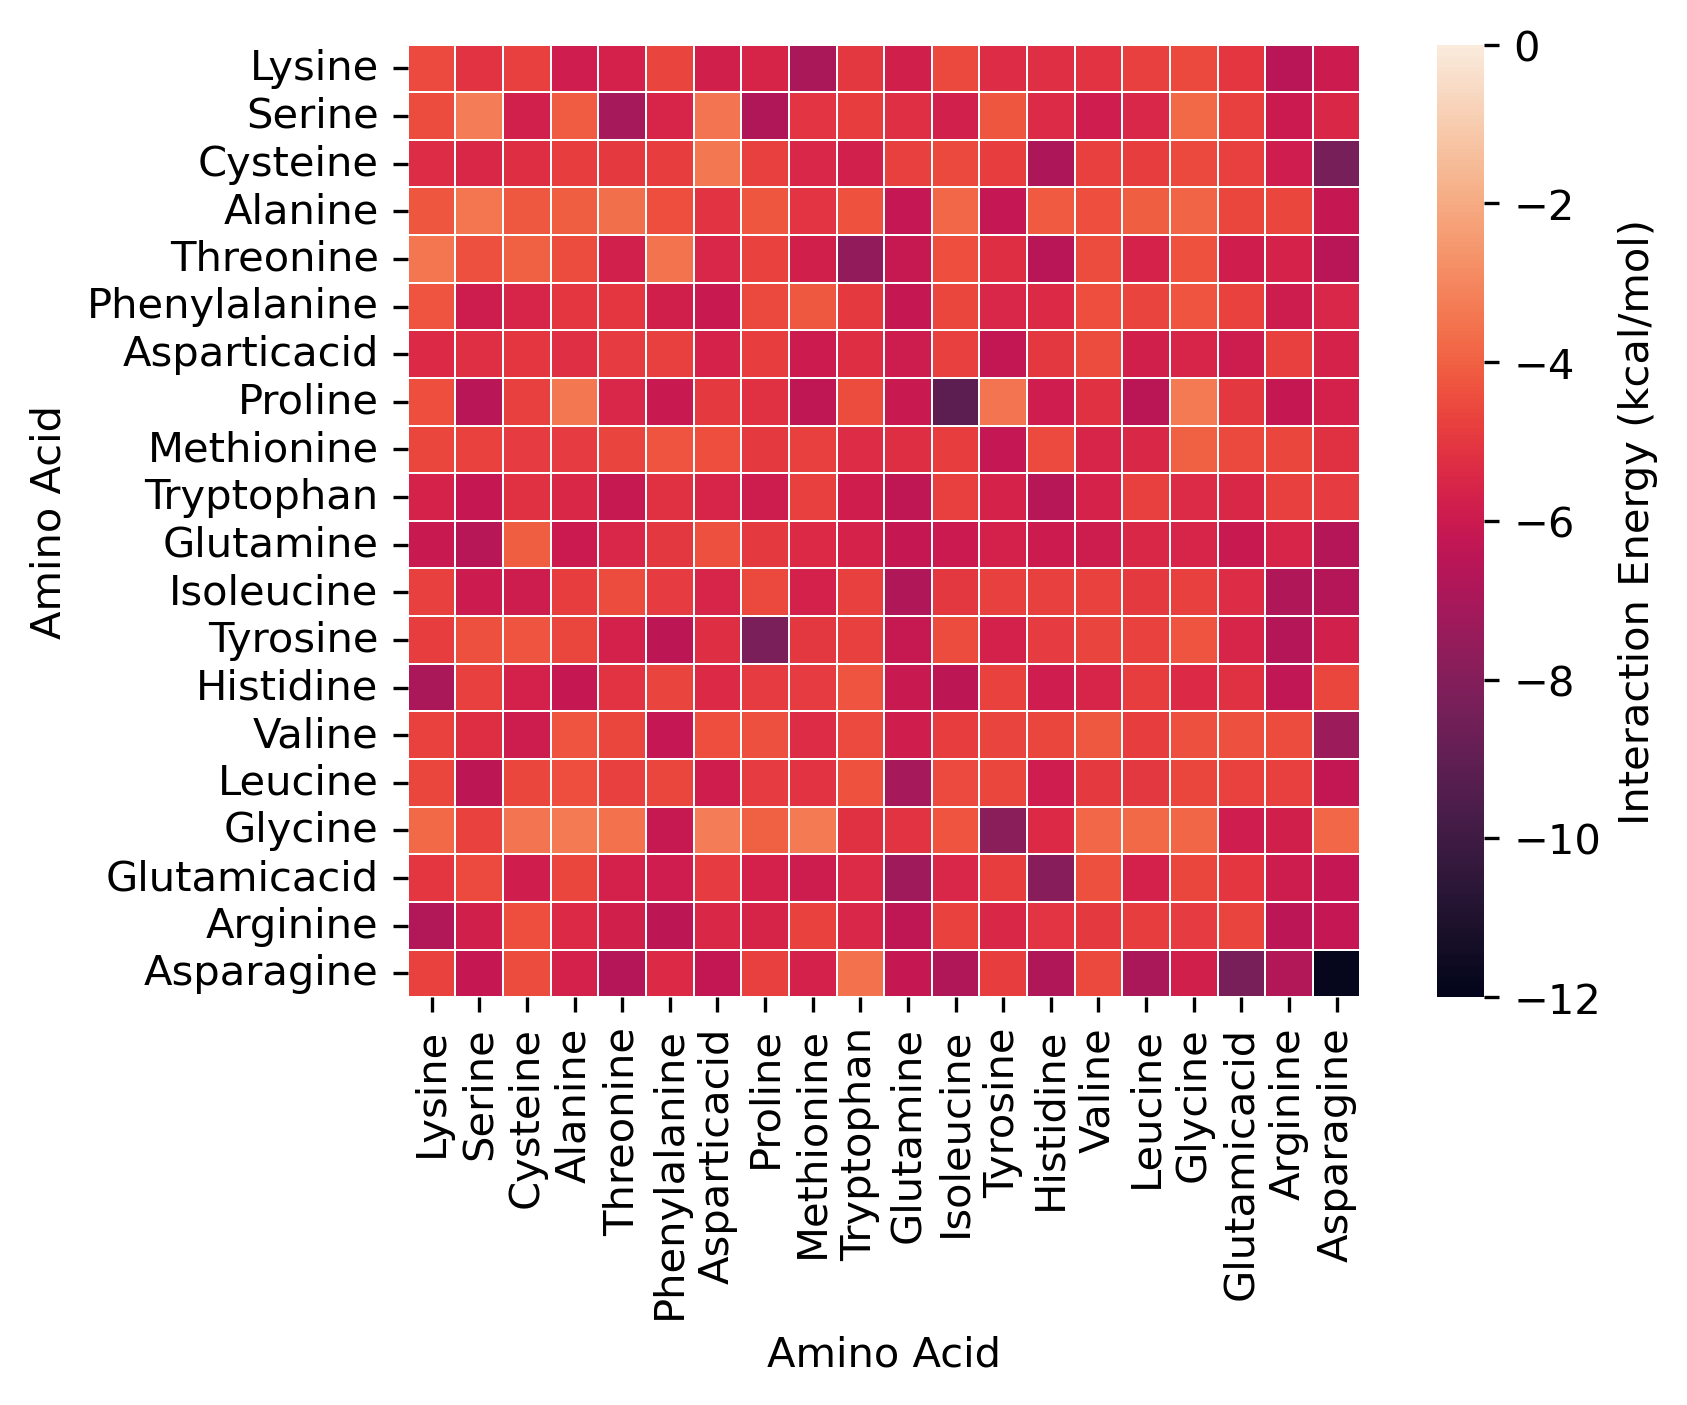 Amino Acid
Lysine
Serine
Cysteine
Alanine
Threonine
Phenylalanine
Asparticacid
Proline
Methionine
Tryptophan
Glutamine
Isoleucine
Tyrosine
Histidine
Valine
Leucine
Glycine
Glutamicacid
Arginine
Asparagine
Lysine
Serine
Cysteine
Alanine
Threonine
Phenylalanine
Asparticacid
Proline
Methionine
Tryptophan
Glutamine
Isoleucine
Tyrosine
Histidine
Valine
Leucine
Glycine
Glutamicacid
Arginine
Asparagine
Amino Acid
0
−2
−4
−6
−8
−10
−12
Interaction Energy (kcal/mol)